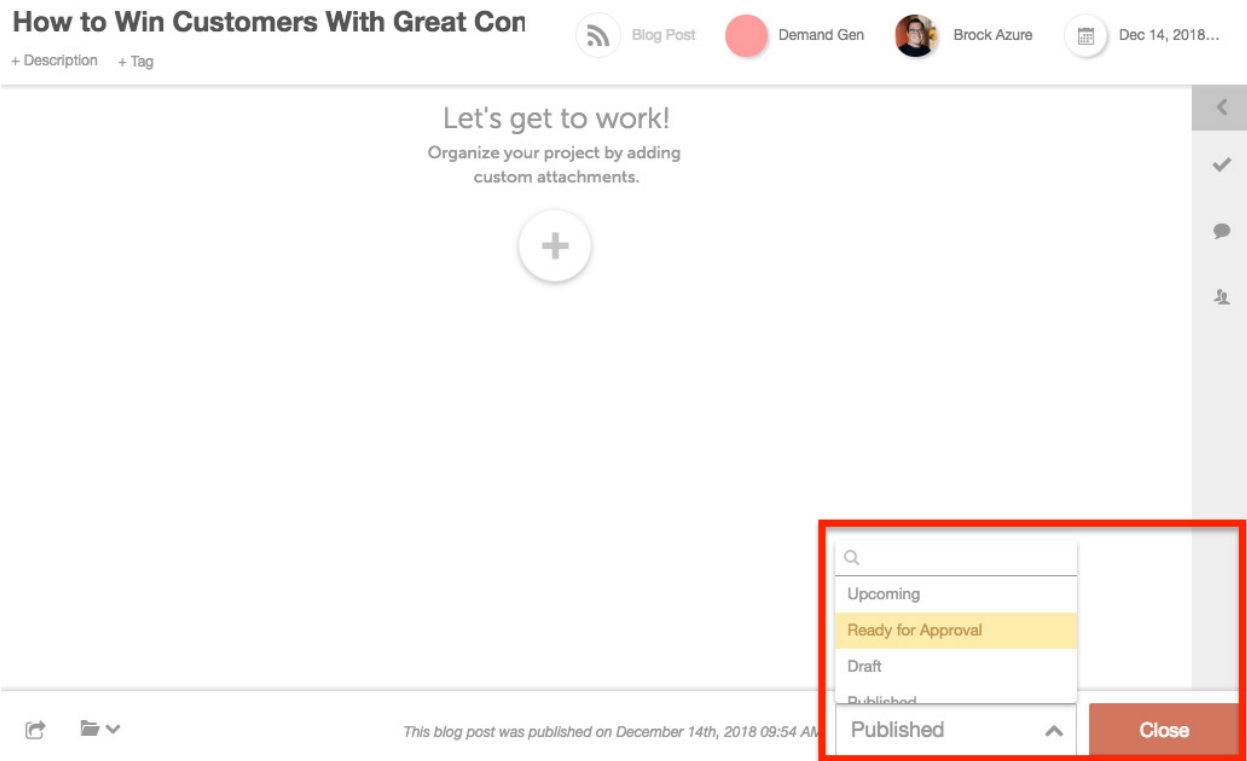 How to Win Customers With Great Con
Blog Post
Demand Gen
Brock Azure
Dec 14, 2018...
+ Description + Tag
Let's get to work!
Organize your project by adding
custom attachments.
Upcoming
Ready for Approval
Draft
Published
This blog post was published on December 14th, 2018 09:54 AM
Published
Close